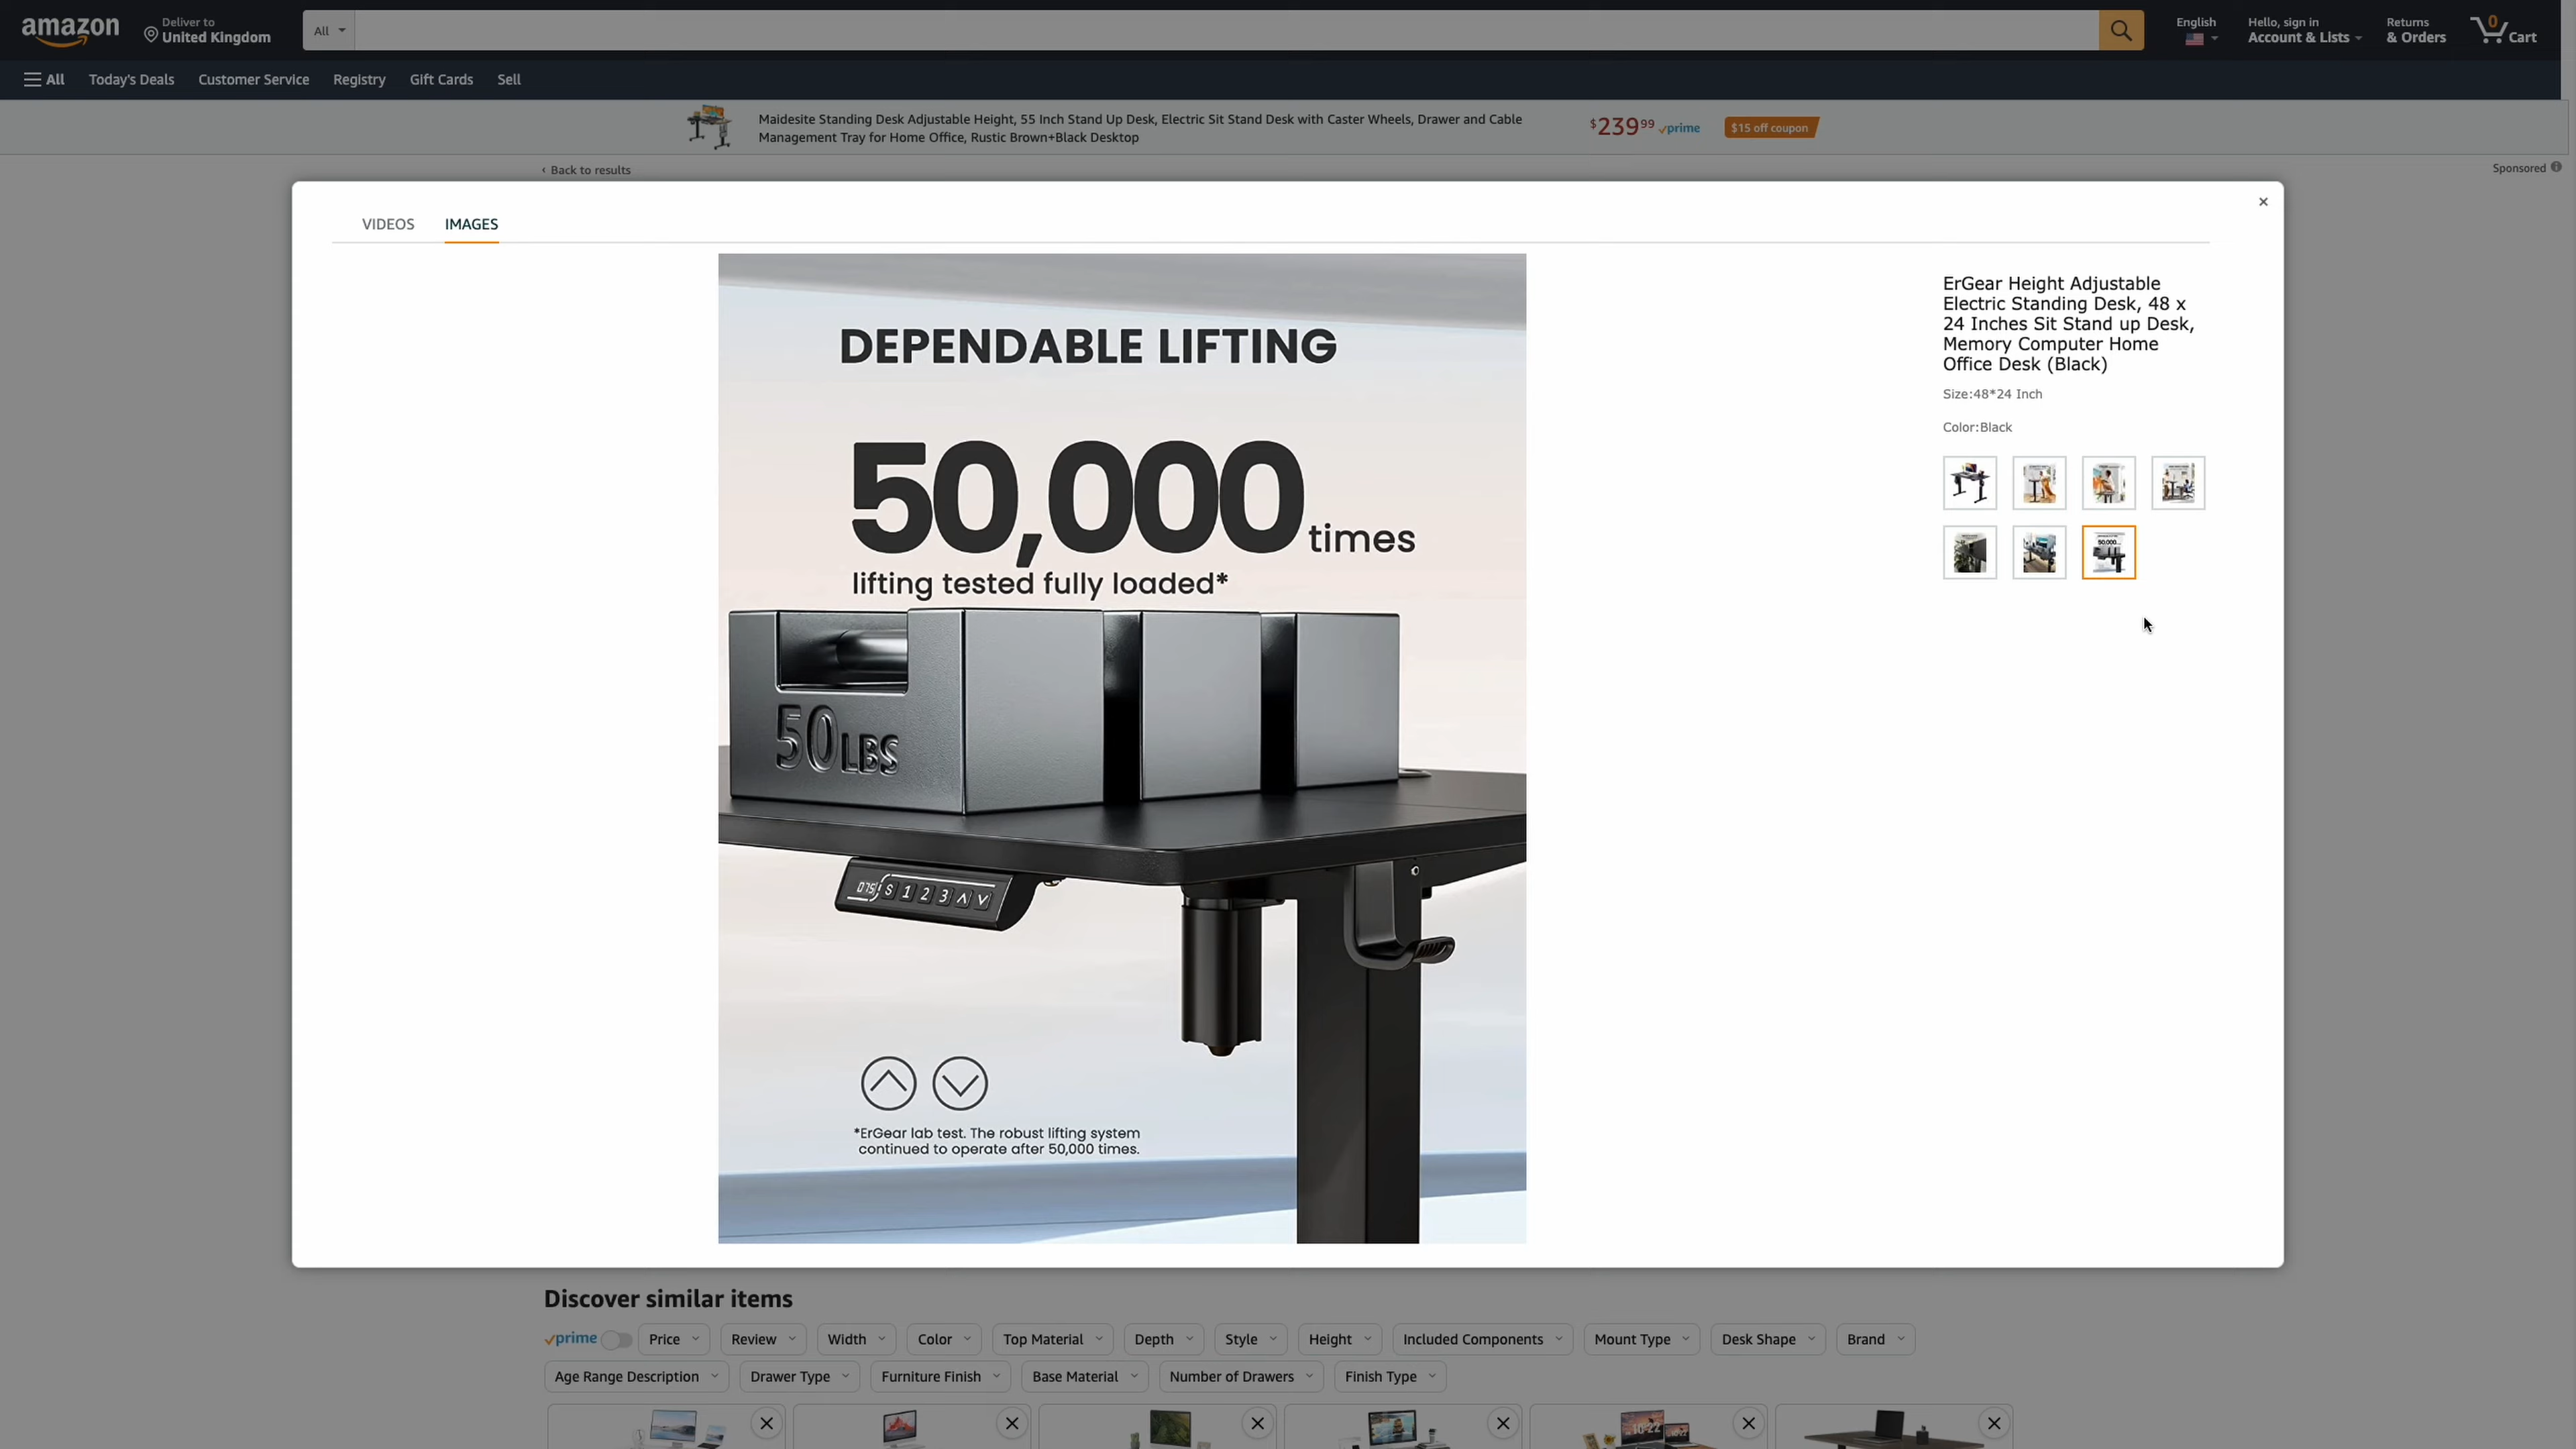 amazon
Deliver to
United Kingdom
All
English
Hello, sign in
Account & Lists
Returns
& Orders
0
Cart
All
Today's Deals
Customer Service
Registry
Gift Cards
Sell
Maidesite Standing Desk Adjustable Height, 55 Inch Stand Up Desk, Electric Sit Stand Desk with Caster Wheels, Drawer and Cable
Management Tray for Home Office, Rustic Brown+Black Desktop
$239.99 prime
$15 off coupon
‹ Back to results
Sponsored
VIDEOS
IMAGES
DEPENDABLE LIFTING
50,000 times
lifting tested fully loaded*
50 LBS
075 S 1 2 3
*ErGear lab test. The robust lifting system
continued to operate after 50,000 times.
ErGear Height Adjustable
Electric Standing Desk, 48 x
24 Inches Sit Stand up Desk,
Memory Computer Home
Office Desk (Black)
Size:48*24 Inch
Color:Black
50,000
Discover similar items
prime
Price
Review
Width
Color
Top Material
Depth
Style
Height
Included Components
Mount Type
Desk Shape
Brand
Age Range Description
Drawer Type
Furniture Finish
Base Material
Number of Drawers
Finish Type
10:22